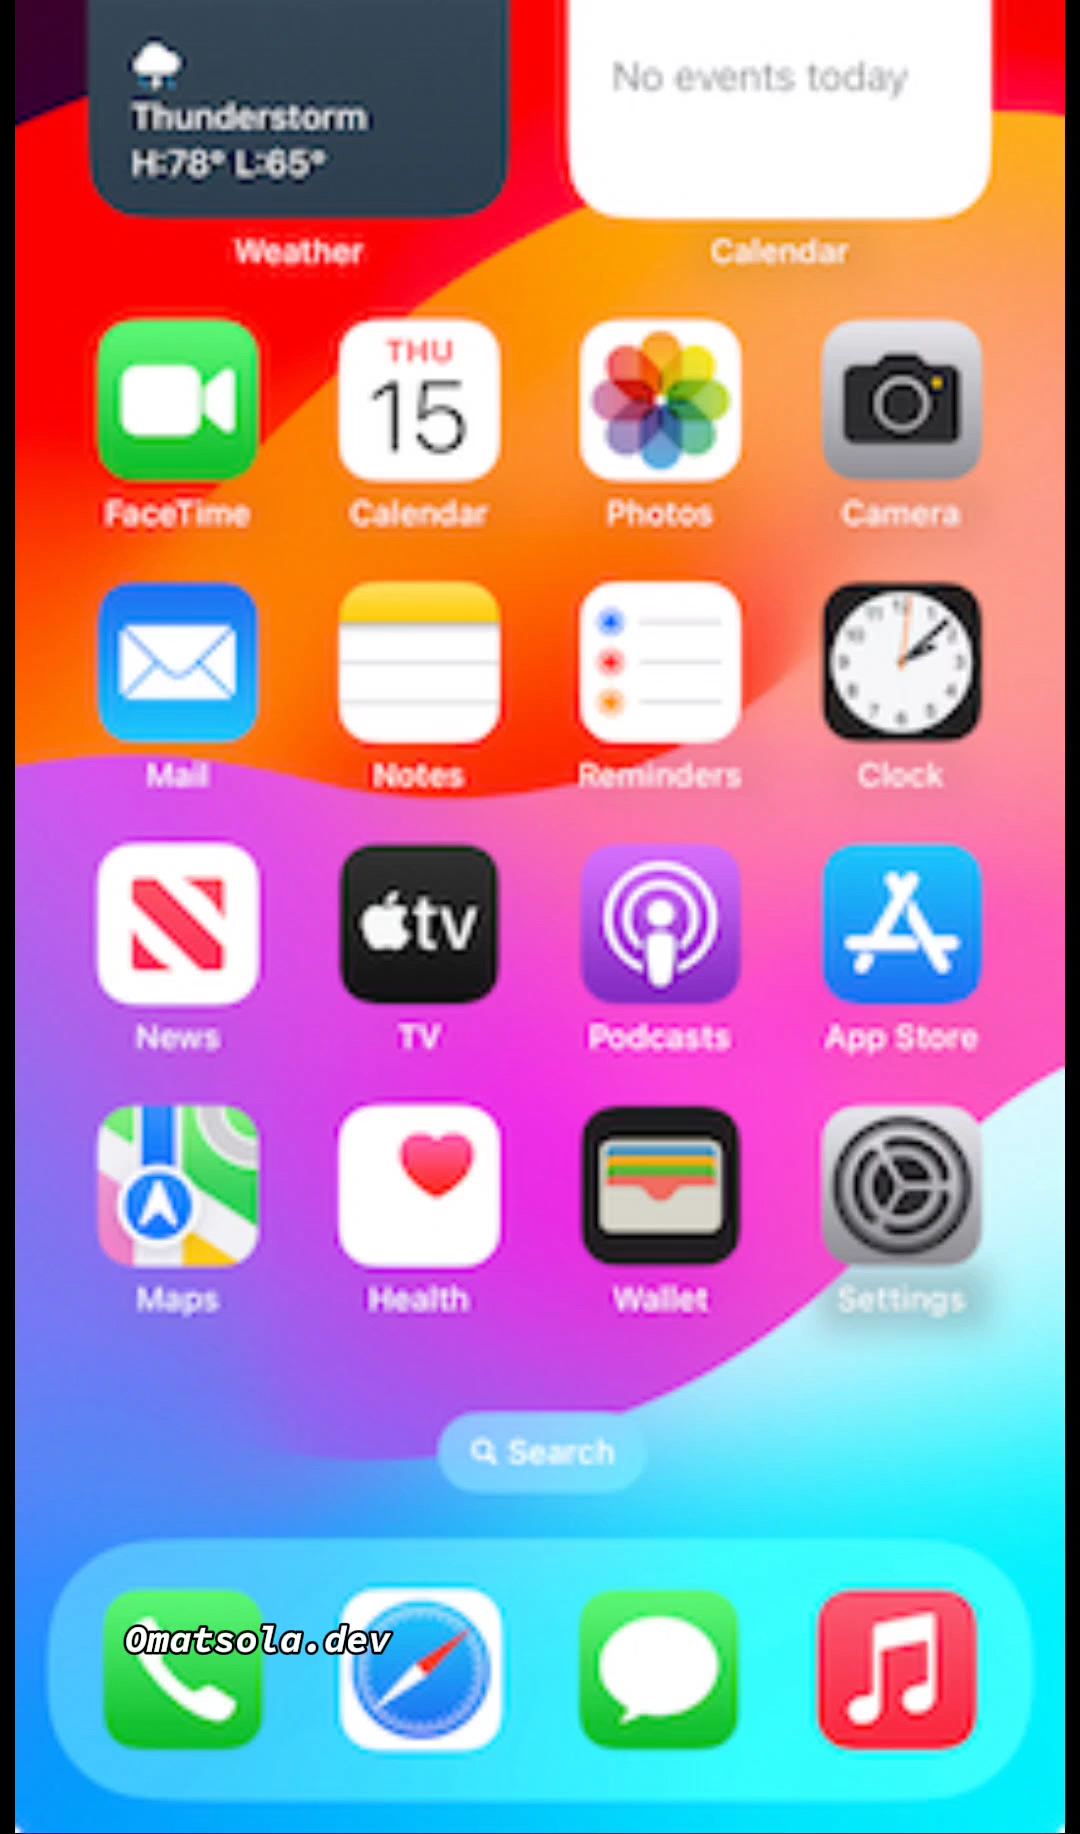 Thunderstorm
H:78° L:65°
No events today
Weather
Calendar
THU
15
FaceTime
Calendar
Photos
Camera
Mail
Notes
Reminders
Clock
tv
News
TV
Podcasts
App Store
Maps
Health
Wallet
Settings
Search
Omatsola.dev